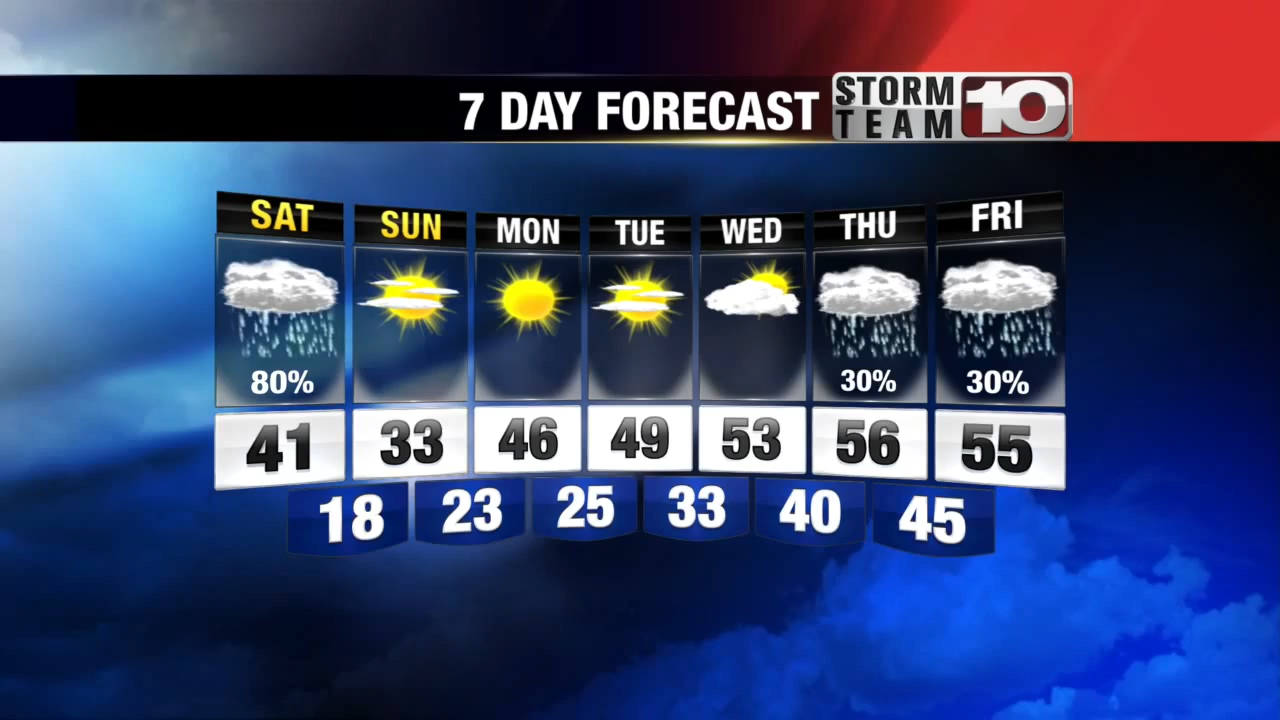 7 DAY FORECAST
STORM TEAM 10
SAT SUN MON TUE WED THU FRI
80% 30% 30%
41 33 46 49 53 56 55
18 23 25 33 40 45